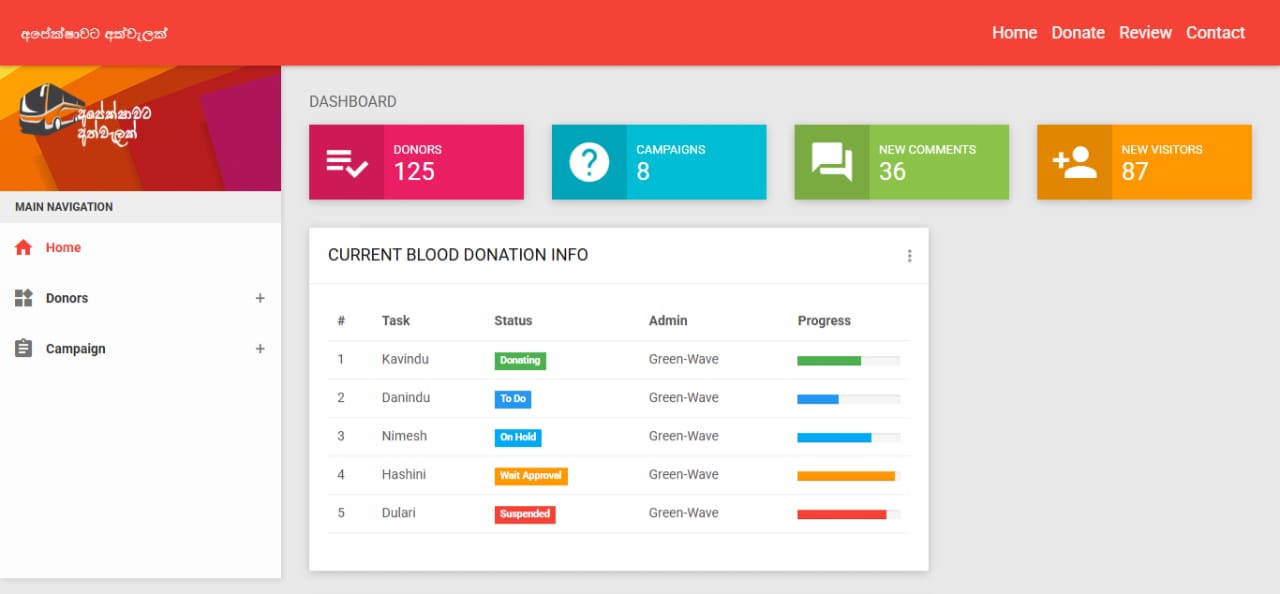 අපේක්ෂාවට අත්වැලක්
Home Donate Review Contact
අපේක්ෂාවට
අත්වැලක්
MAIN NAVIGATION
Home
Donors +
Campaign +
DASHBOARD
DONORS
125
CAMPAIGNS
8
NEW COMMENTS
36
NEW VISITORS
87
CURRENT BLOOD DONATION INFO
# Task Status Admin Progress
1 Kavindu Donating Green-Wave
2 Danindu To Do Green-Wave
3 Nimesh On Hold Green-Wave
4 Hashini Wait Approval Green-Wave
5 Dulari Suspended Green-Wave